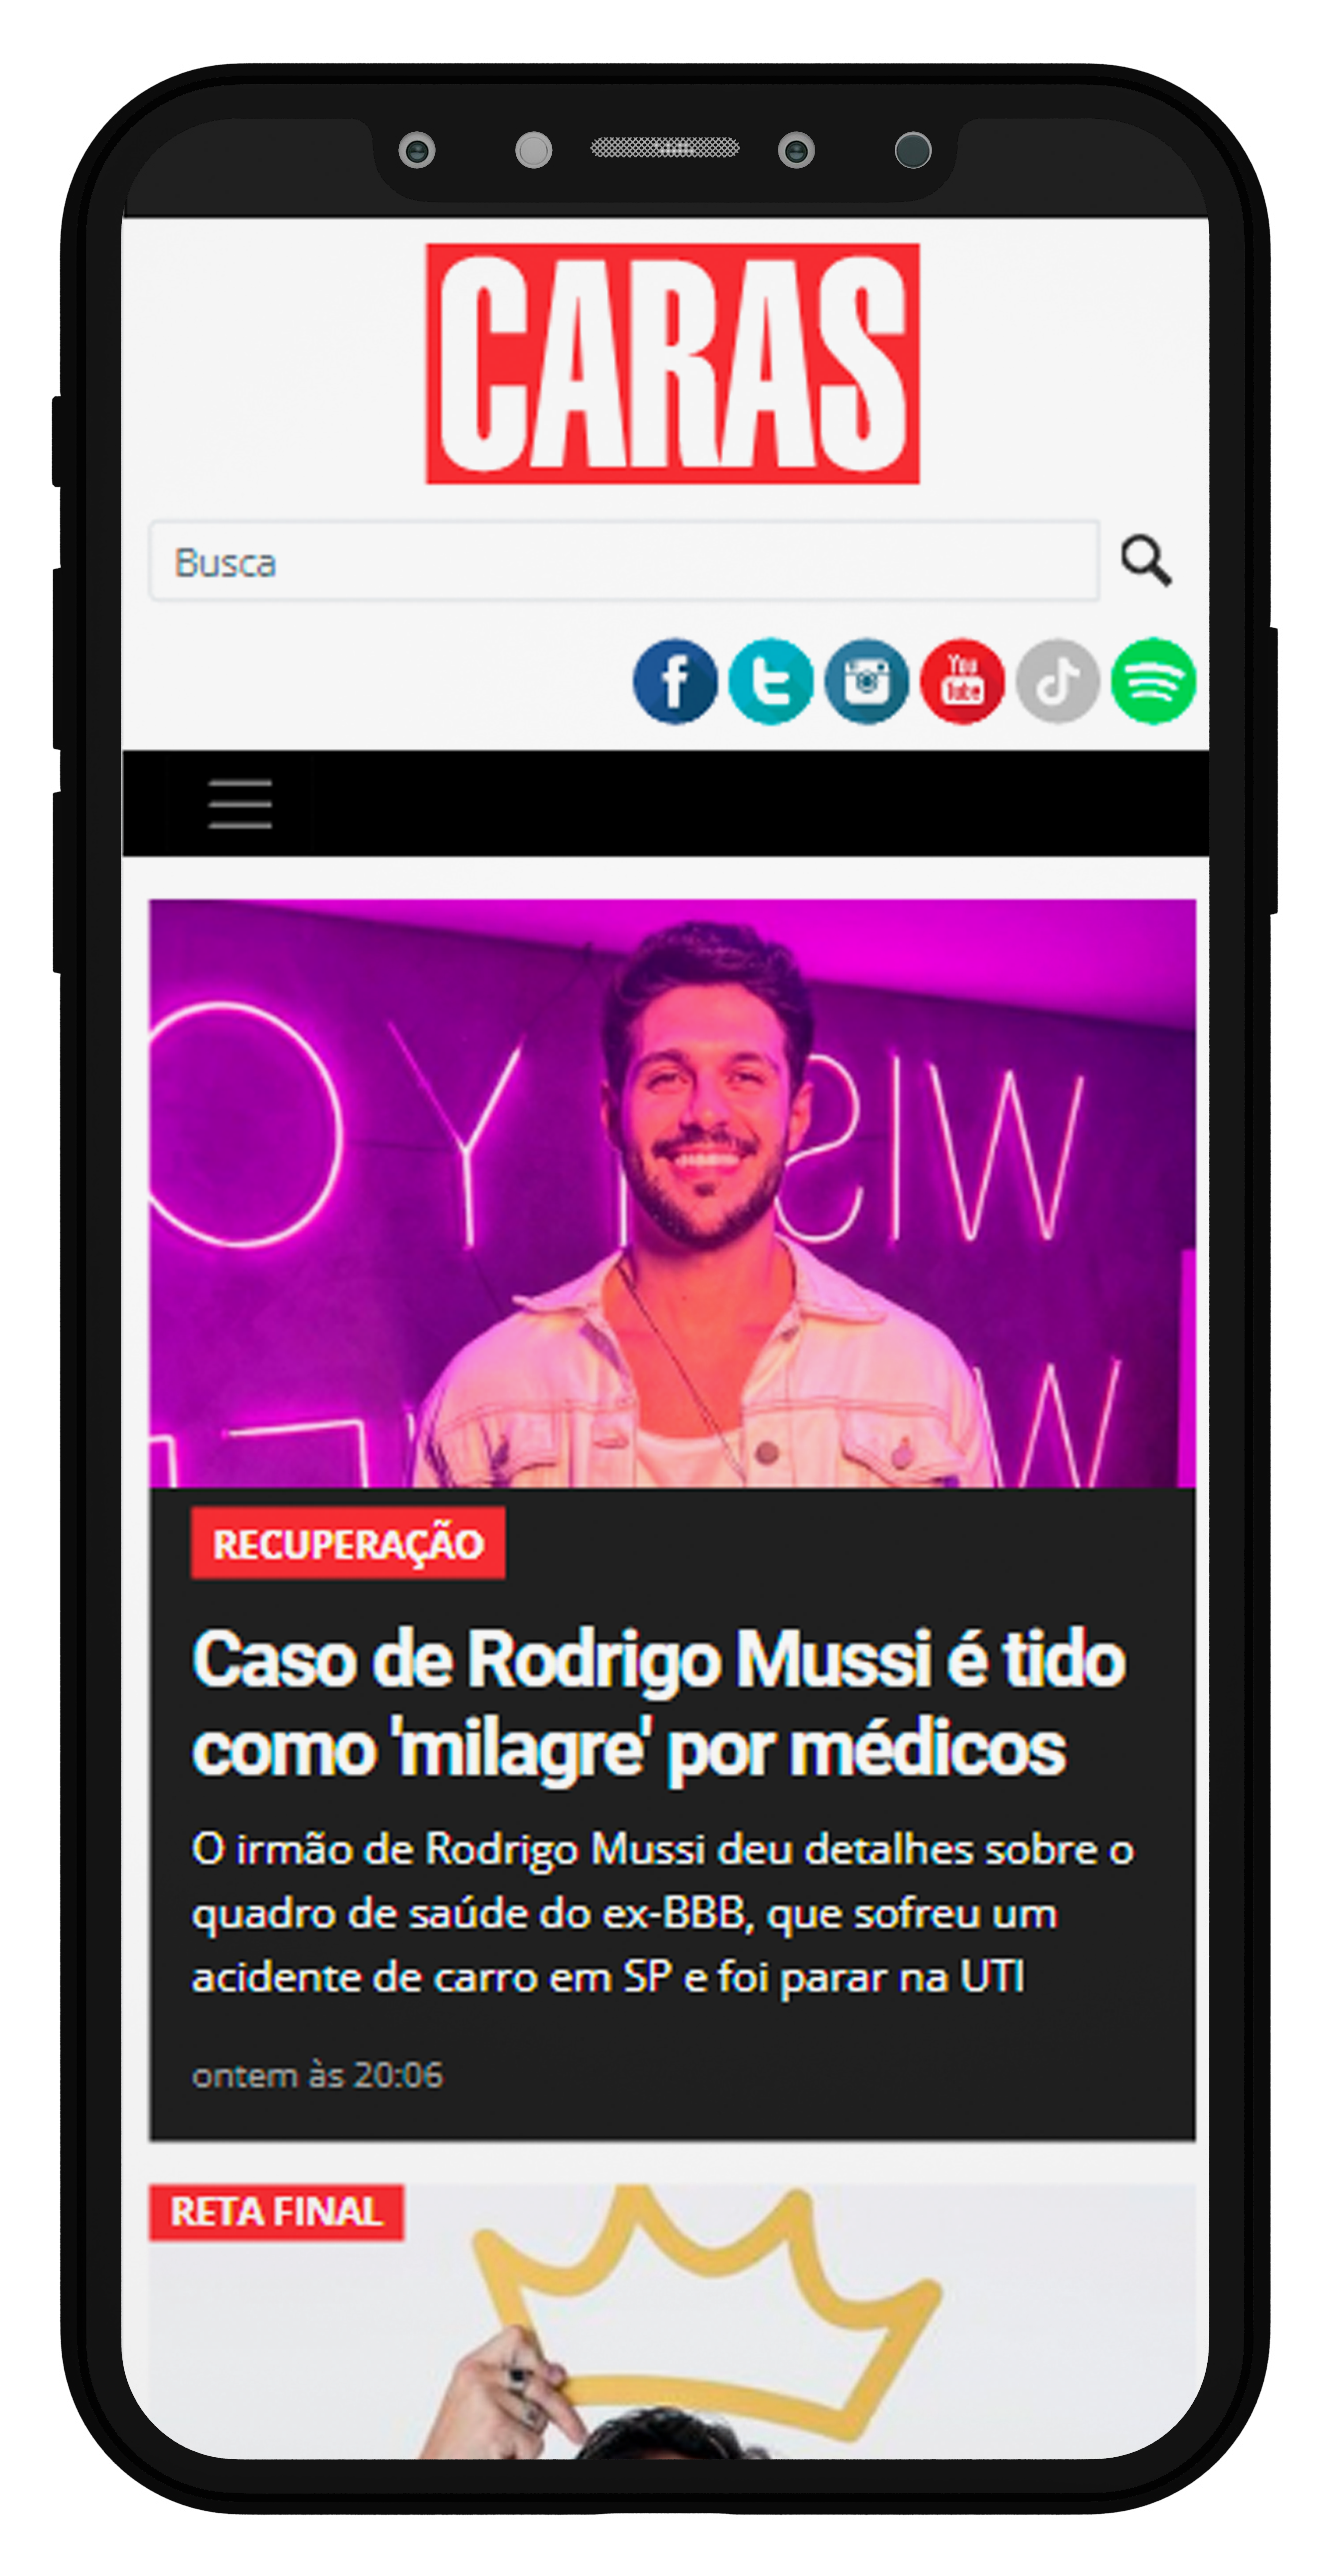 CARAS
Busca
You
Tube
OY SIW
W
RECUPERAÇÃO
Caso de Rodrigo Mussi é tido
como 'milagre' por médicos
O irmão de Rodrigo Mussi deu detalhes sobre o
quadro de saúde do ex-BBB, que sofreu um
acidente de carro em SP e foi parar na UTI
ontem às 20:06
RETA FINAL